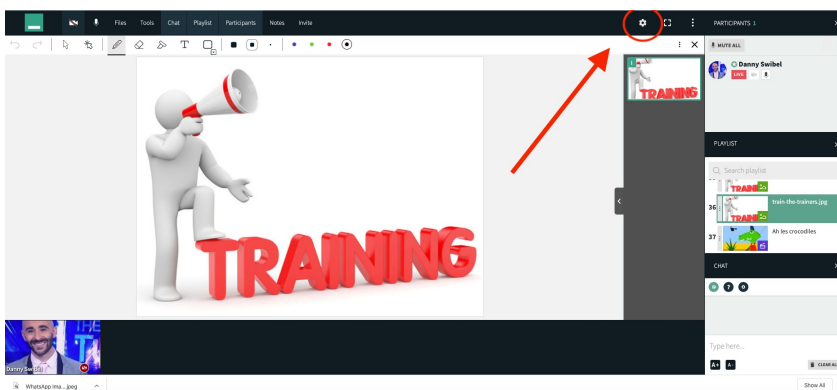 Files Tools Chat Playlist Participants Notes Invite
PARTICIPANTS 1
T
MUTE ALL
Danny Swibel
LIVE
1
TRAINING
TRAINING
PLAYLIST
Search playlist
36
train-the-trainers.jpg
37
Ah les crocodiles
CHAT
Type here...
A+ A-
CLEAR
Danny Swibel
WhatsApp Ima....jpeg
Show All